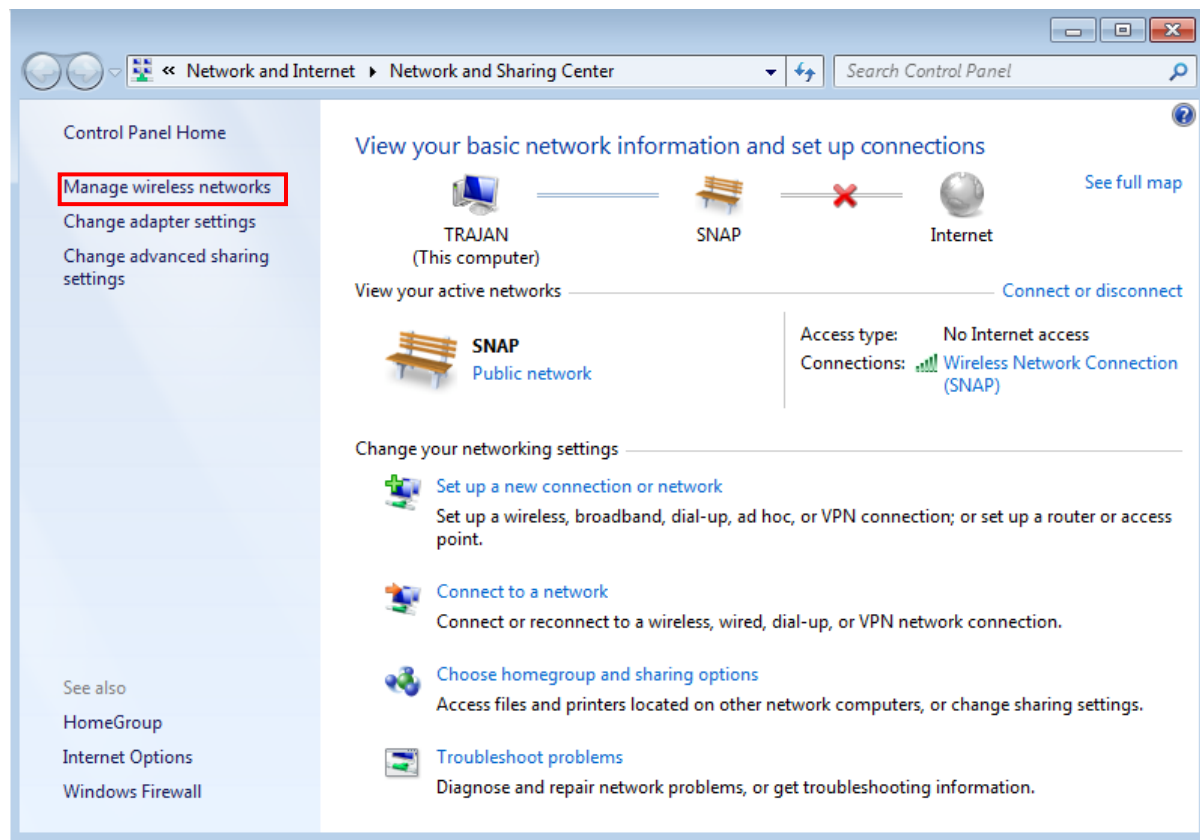 « Network and Internet ▸ Network and Sharing Center
Search Control Panel
Control Panel Home
Manage wireless networks
Change adapter settings
Change advanced sharing
settings
See also
HomeGroup
Internet Options
Windows Firewall
View your basic network information and set up connections
See full map
TRAJAN
(This computer)
SNAP
Internet
View your active networks
Connect or disconnect
SNAP
Public network
Access type: No Internet access
Connections: Wireless Network Connection
(SNAP)
Change your networking settings
Set up a new connection or network
Set up a wireless, broadband, dial-up, ad hoc, or VPN connection; or set up a router or access
point.
Connect to a network
Connect or reconnect to a wireless, wired, dial-up, or VPN network connection.
Choose homegroup and sharing options
Access files and printers located on other network computers, or change sharing settings.
Troubleshoot problems
Diagnose and repair network problems, or get troubleshooting information.